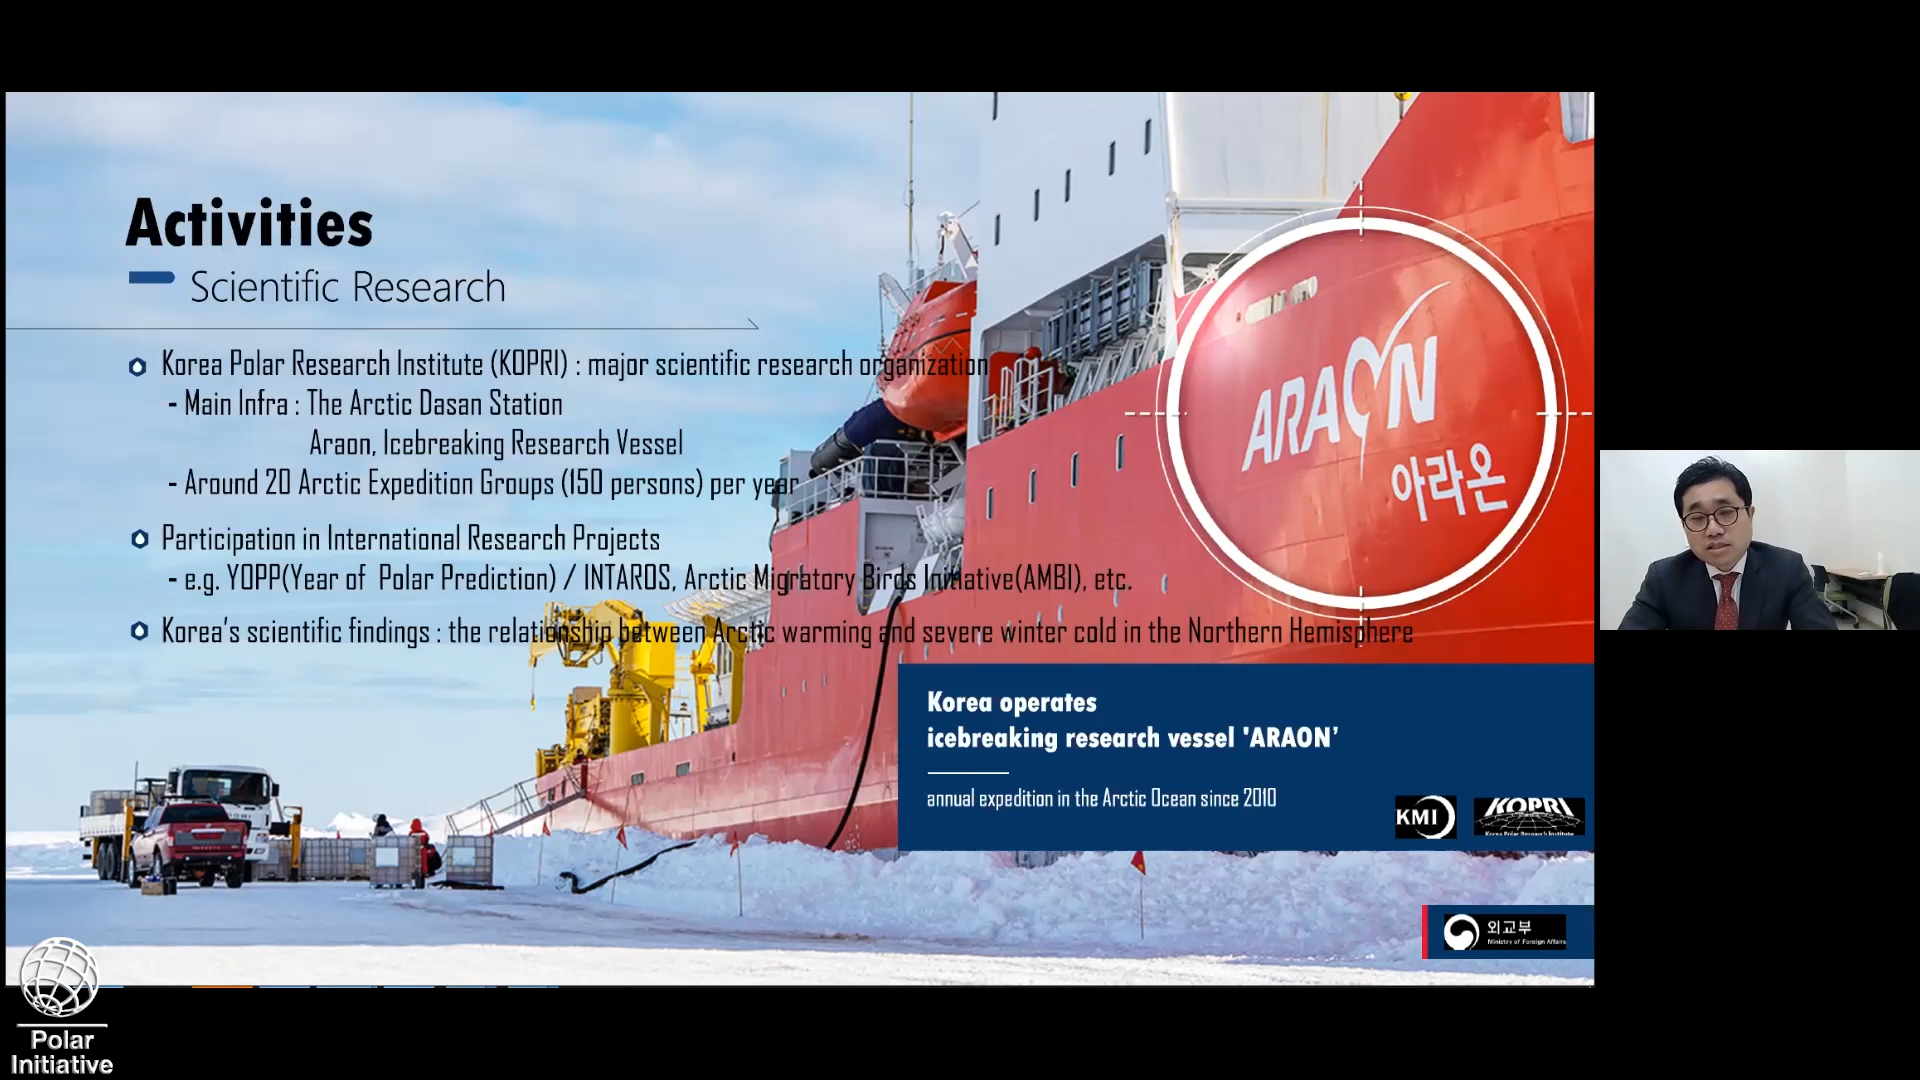 Activities
Scientific Research
Korea Polar Research Institute (KOPRI) : major scientific research organization
- Main Infra : The Arctic Dasan Station
Araon, Icebreaking Research Vessel
- Around 20 Arctic Expedition Groups (150 persons) per year
Participation in International Research Projects
- e.g. YOPP(Year of Polar Prediction) / INTAROS, Arctic Migratory Birds Initiative(AMBI), etc.
Korea's scientific findings : the relationship between Arctic warming and severe winter cold in the Northern Hemisphere
ARAON
아라온
Korea operates
icebreaking research vessel 'ARAON’
annual expedition in the Arctic Ocean since 2010
KMI
KOPRI
Korea Polar Research Institute
외교부
Ministry of Foreign Affairs
Polar
Initiative